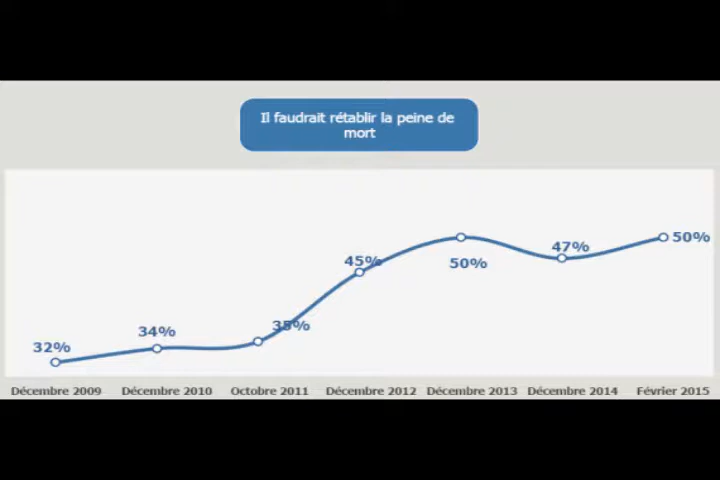 Il faudrait rétablir la peine de
mort
32%
34%
35%
45%
50%
47%
50%
Décembre 2009
Décembre 2010
Octobre 2011
Décembre 2012
Décembre 2013
Décembre 2014
Février 2015